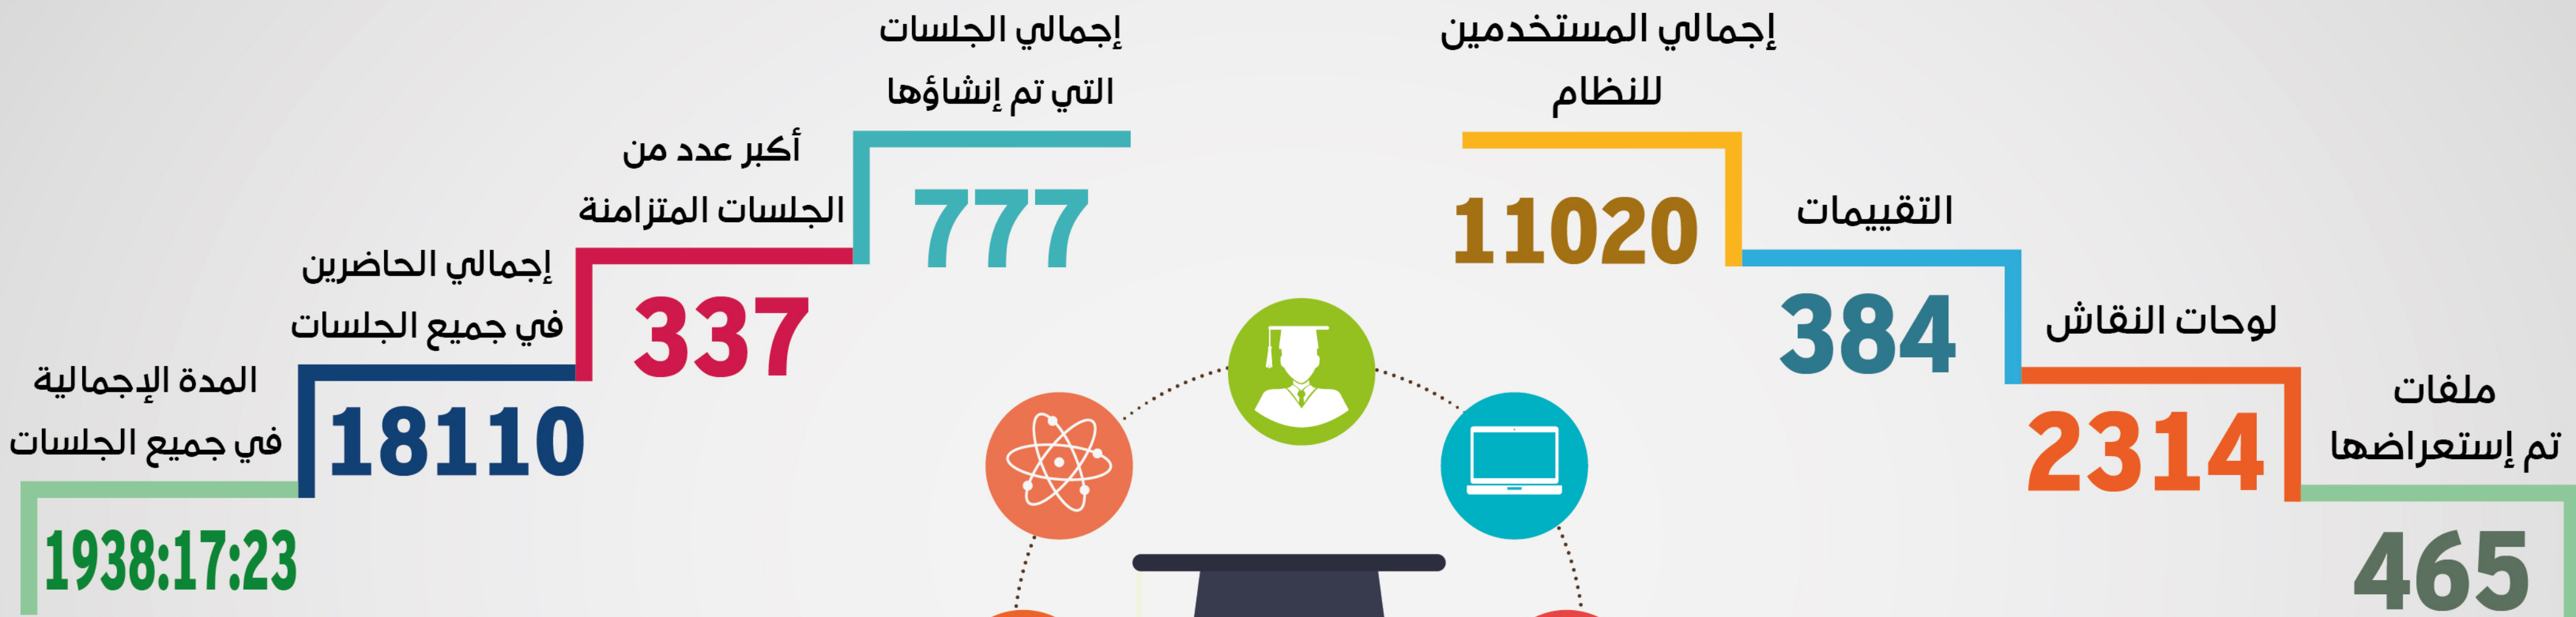 إجمالي المستخدمين
للنظام
11020
التقييمات
384
لوحات النقاش
2314
ملفات
تم إستعراضها
465
إجمالي الجلسات
التي تم إنشاؤها
777
أكبر عدد من
الجلسات المتزامنة
337
إجمالي الحاضرين
في جميع الجلسات
18110
المدة الإجمالية
في جميع الجلسات
1938:17:23